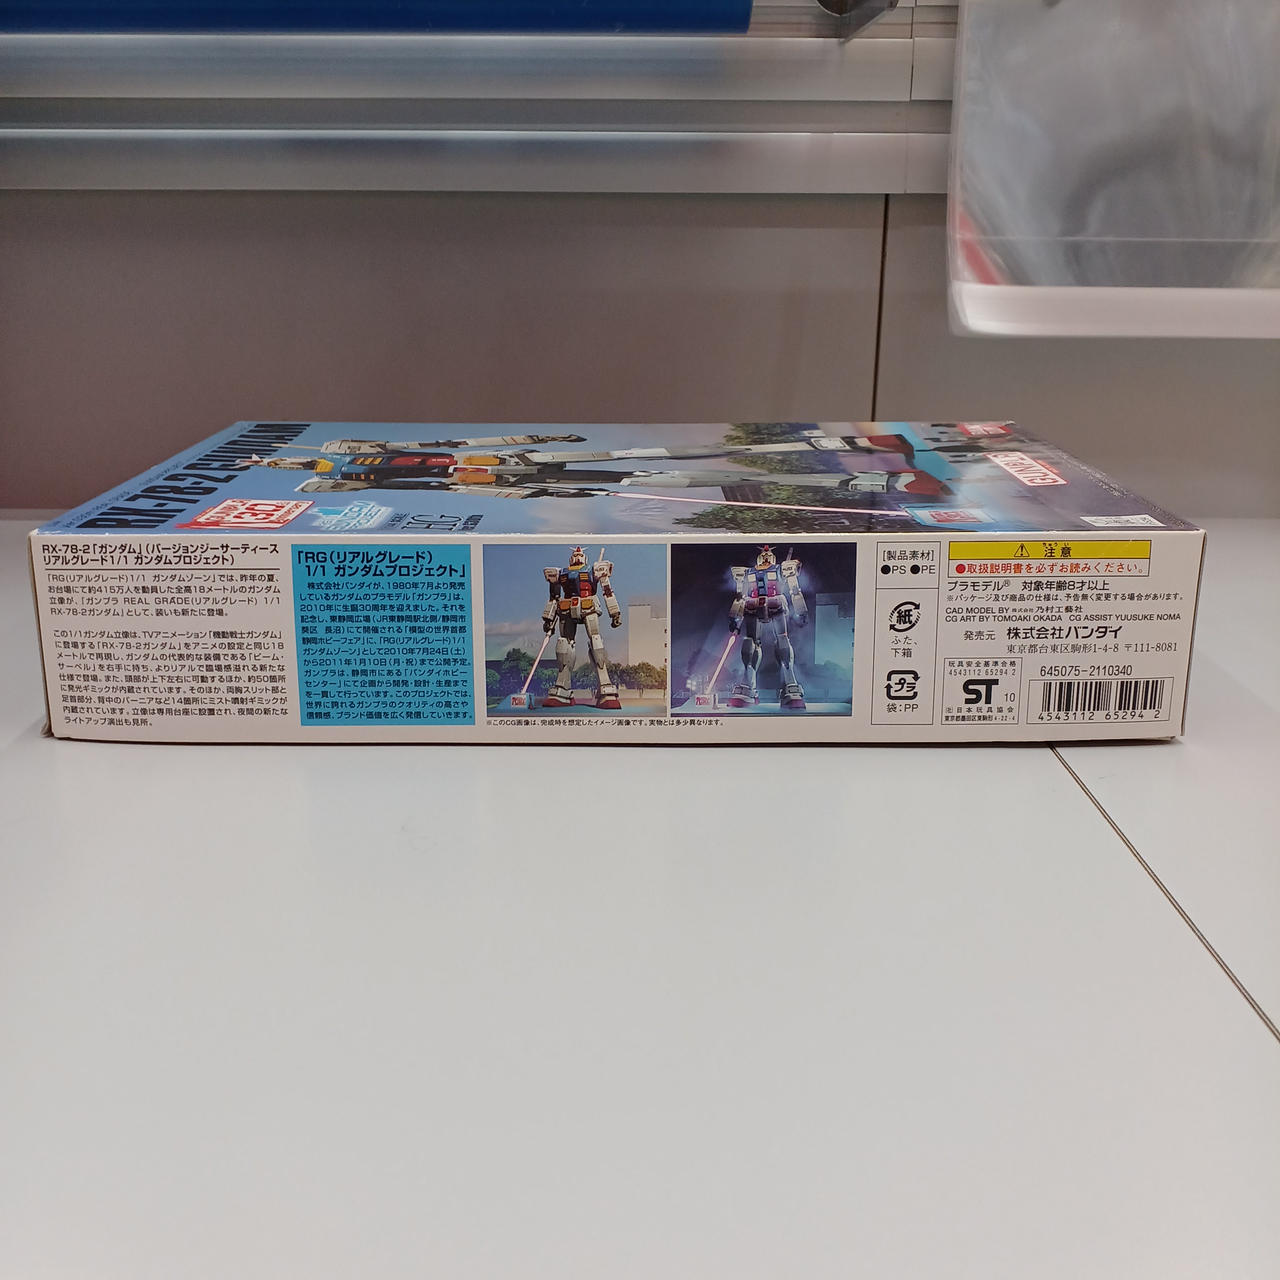 RX-78-2 GUNDAM
30
HG
RX-78-2「ガンダム」(バージョンジーサーティース
リアルグレード1/1 ガンダムプロジェクト)
「RG(リアルグレード)1/1 ガンダムゾーン」では、昨年の夏、
お台場にて約415万人を動員した全高18メートルのガンダム
立像が、「ガンプラ REAL GRADE(リアルグレード) 1/1
RX-78-2ガンダム」として、装いも新たに登場。
この1/1ガンダム立像は、TVアニメーション「機動戦士ガンダム」
に登場する「RX-78-2ガンダム」をアニメの設定と同じ18
メートルで再現し、ガンダムの代表的な装備である「ビーム・
サーベル」を右手に持ち、よりリアルで臨場感溢れる新たな
仕様で登場。また、頭部が上下左右に可動するほか、約50箇所
に発光ギミックが内蔵されています。そのほか、両胸スリット部と
足首部分、背中のバーニアなど14箇所にミスト噴射ギミックが
内蔵されています。立像は専用台座に設置され、夜間の新たな
ライトアップ演出も見所。
「RG(リアルグレード)
1/1 ガンダムプロジェクト」
株式会社バンダイが、1980年7月より発売
しているガンダムのプラモデル「ガンプラ」は、
2010年に生誕30周年を迎えました。それを
記念し、東静岡広場(JR東静岡駅北側/静岡市
葵区 長沼)にて開催される「模型の世界首都
静岡ホビーフェア」に、「RG(リアルグレード)1/1
ガンダムゾーン」として2010年7月24日(土)
から2011年1月10日(月・祝)まで公開予定。
ガンプラは、静岡市にある「バンダイホビー
センター」にて企画から開発・設計・生産まで
を一貫して行っています。このプロジェクトでは、
世界に誇れるガンプラのクオリティの高さや
信頼感、ブランド価値を広く発信していきます。
※このCG画像は、完成時を想定したイメージ画像です。実物とは多少異なります。
[製品素材]
●PS ●PE
紙
ふた、
下箱
プラ
袋:PP
ちゅうい
注意
●取扱説明書を必ずお読みください。
プラモデル® 対象年齢8才以上
※パッケージ及び商品の仕様は、予告無く変更する場合があります。
CAD MODEL BY 株式会社 乃村工藝社
CG ART BY TOMOAKI OKADA CG ASSIST YUUSUKE NOMA
発売元 株式会社バンダイ
東京都台東区駒形1-4-8 〒111-8081
玩具安全基準合格
4543112 65294 2
ST 10
(社)日本玩具協会
東京都墨田区東駒形4-22-4
645075-2110340
4543112 652942